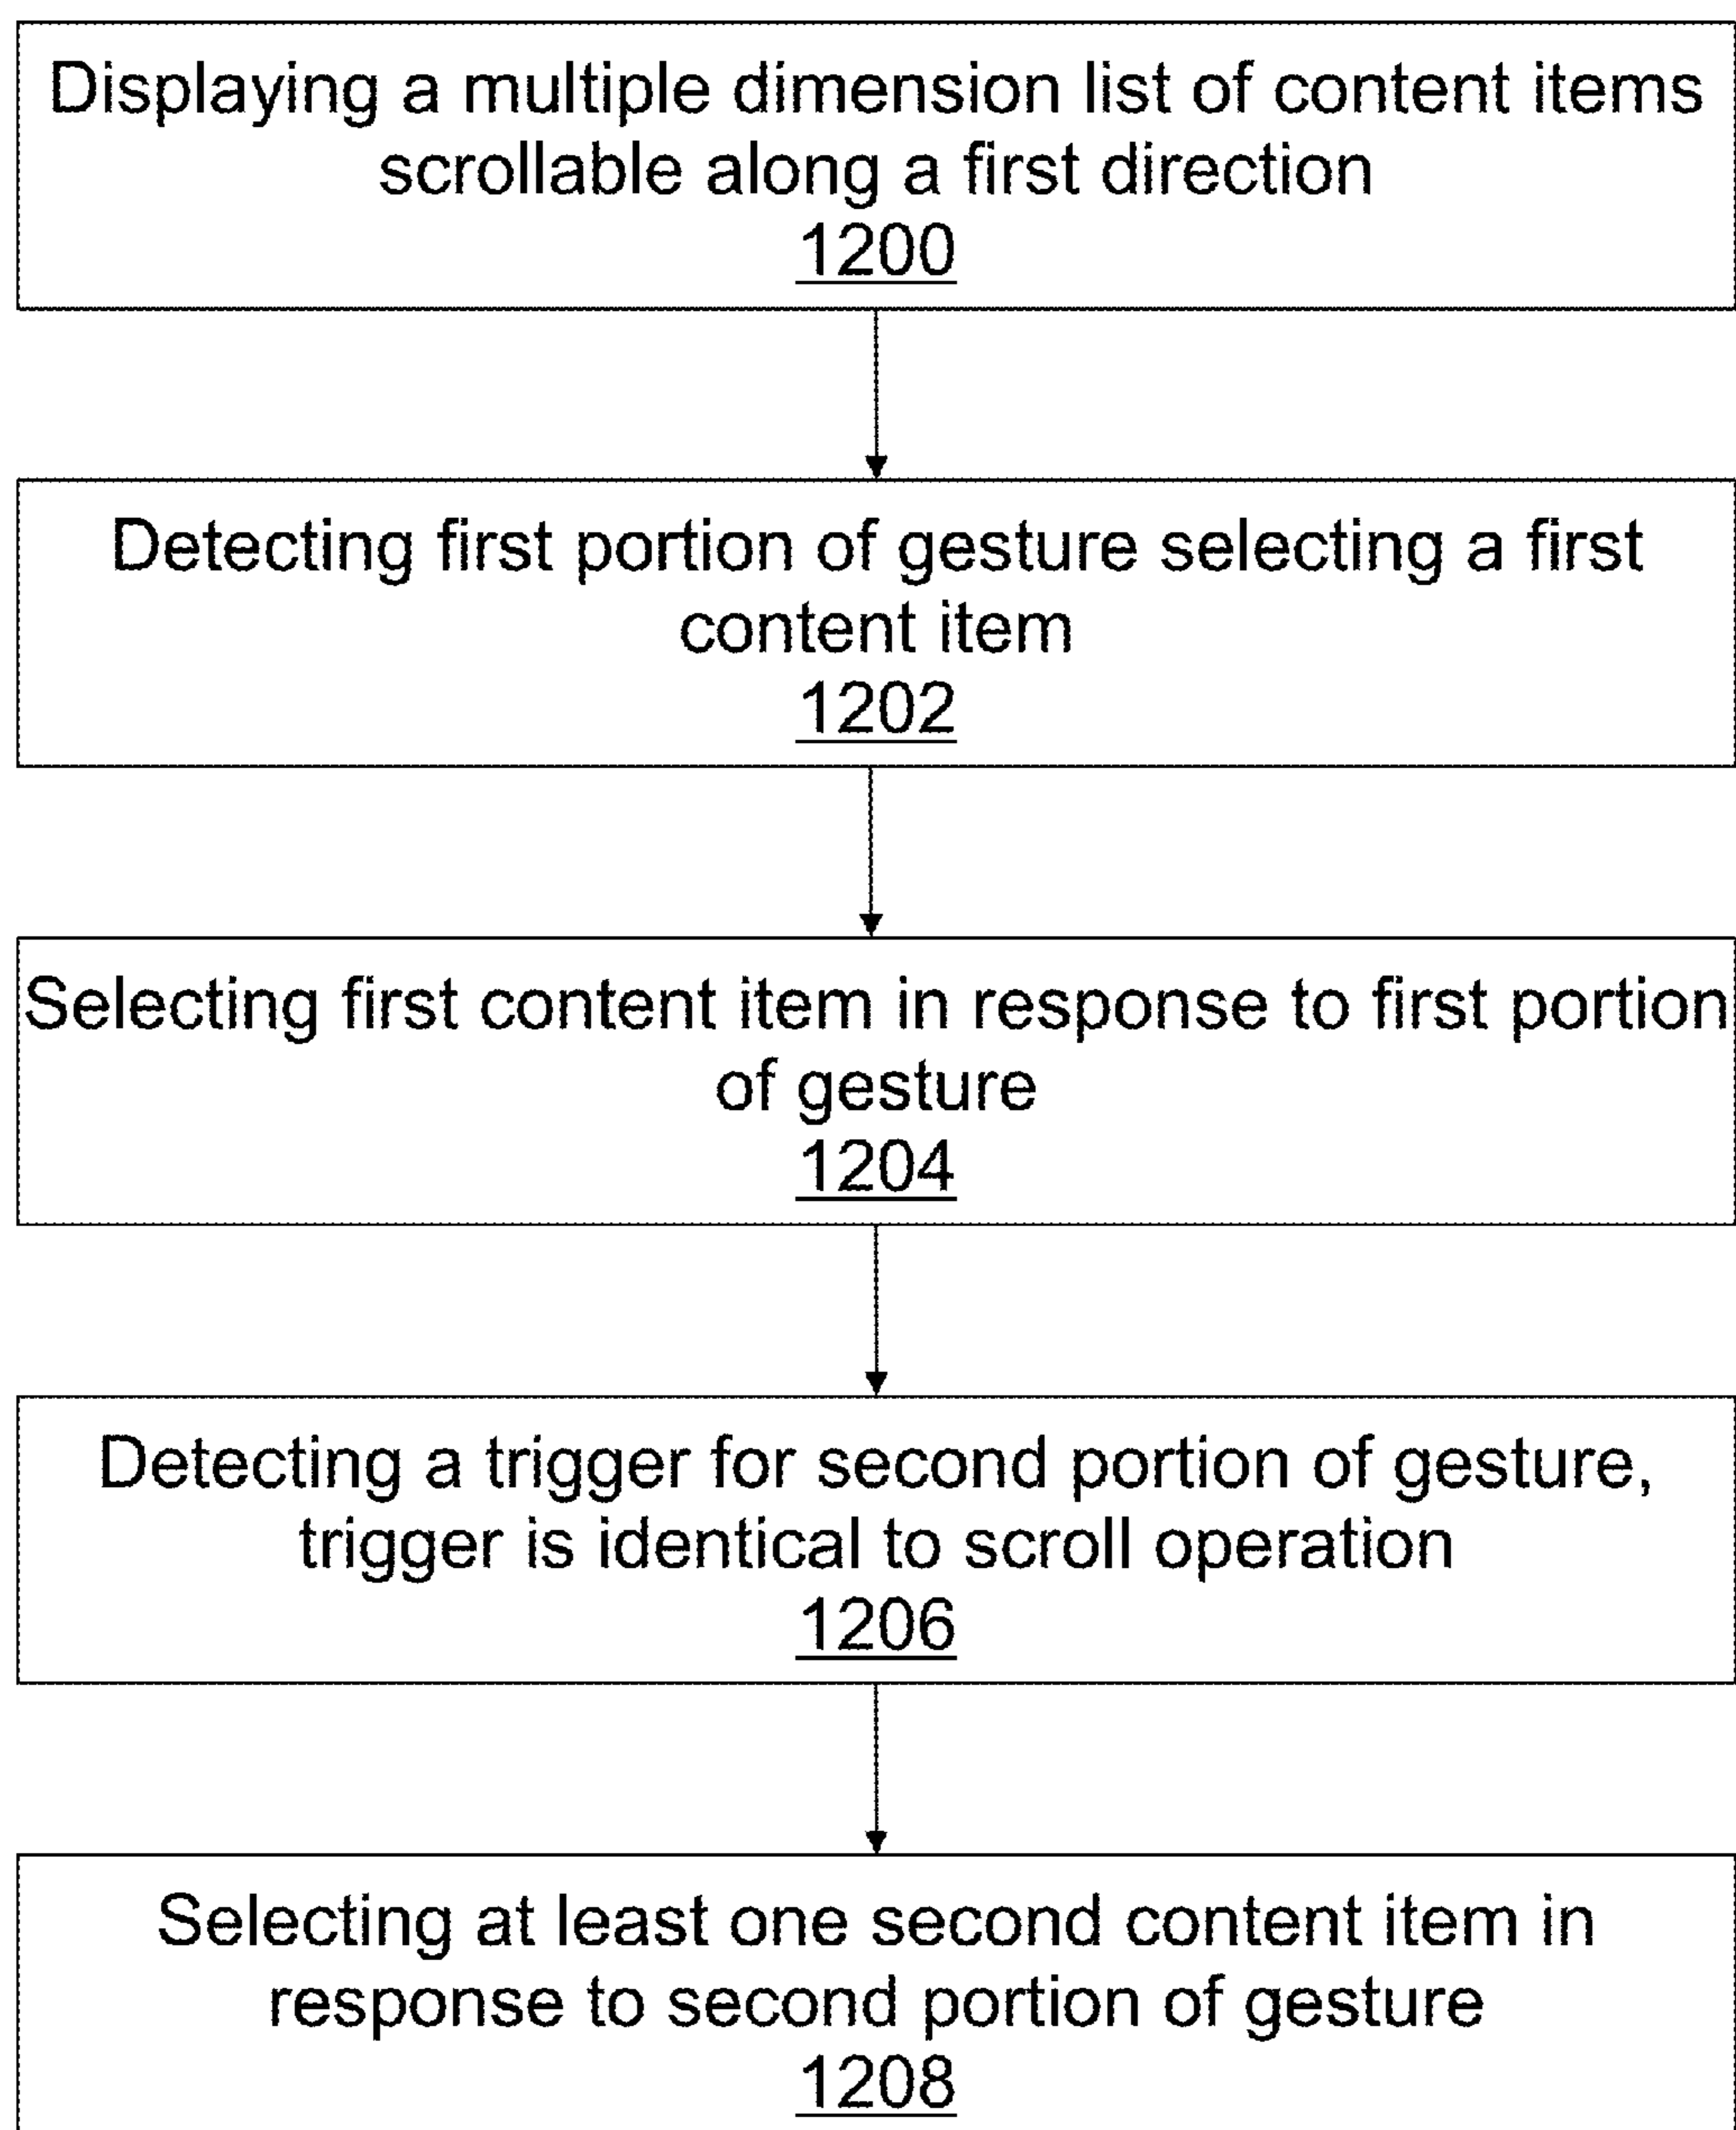 Displaying a multiple dimension list of content items
scrollable along a first direction
1200
Detecting first portion of gesture selecting a first
content item
1202
Selecting first content item in response to first portion
of gesture
1204
Detecting a trigger for second portion of gesture,
trigger is identical to scroll operation
1206
Selecting at least one second content item in
response to second portion of gesture
1208